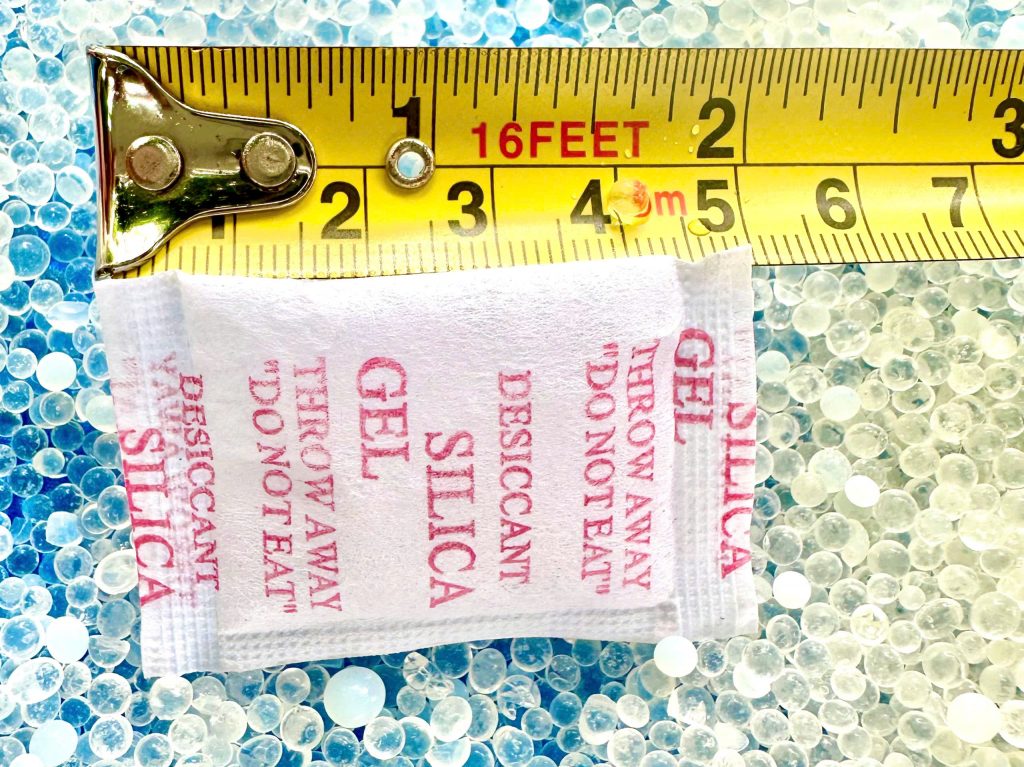 1 16FEET 2 3
1 2 3 4 m 5 6 7
SILICA
DESICCANT
"DO NOT EAT"
THROW AWAY
GEL
SILICA
DESICCANT
"DO NOT EAT"
THROW AWAY
GEL
SILICA